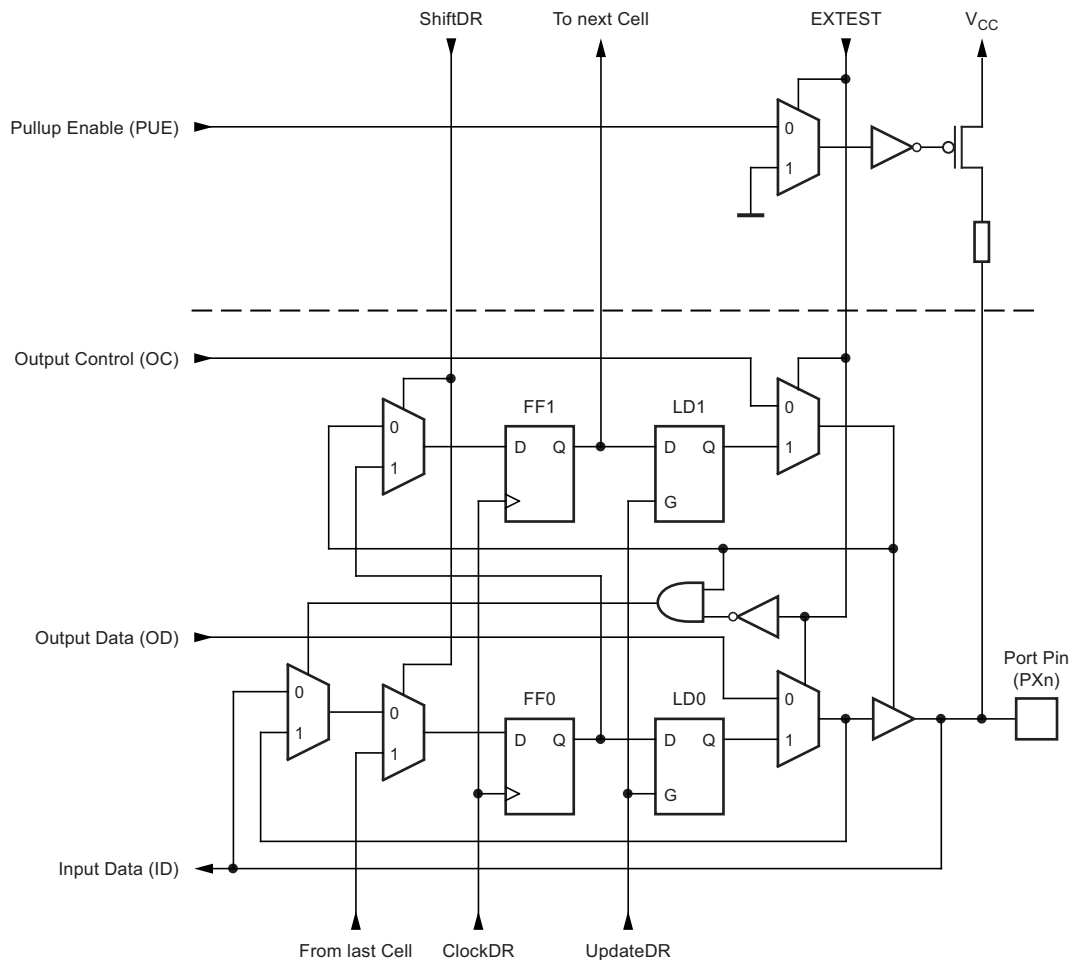 ShiftDR
To next Cell
EXTEST
VCC
Pullup Enable (PUE)
0
1
Output Control (OC)
FF1
LD1
0
0
D Q
D Q
1
1
G
Output Data (OD)
Port Pin
(PXn)
FF0
LD0
0
0
0
D Q
D Q
1
1
1
G
Input Data (ID)
From last Cell
ClockDR
UpdateDR